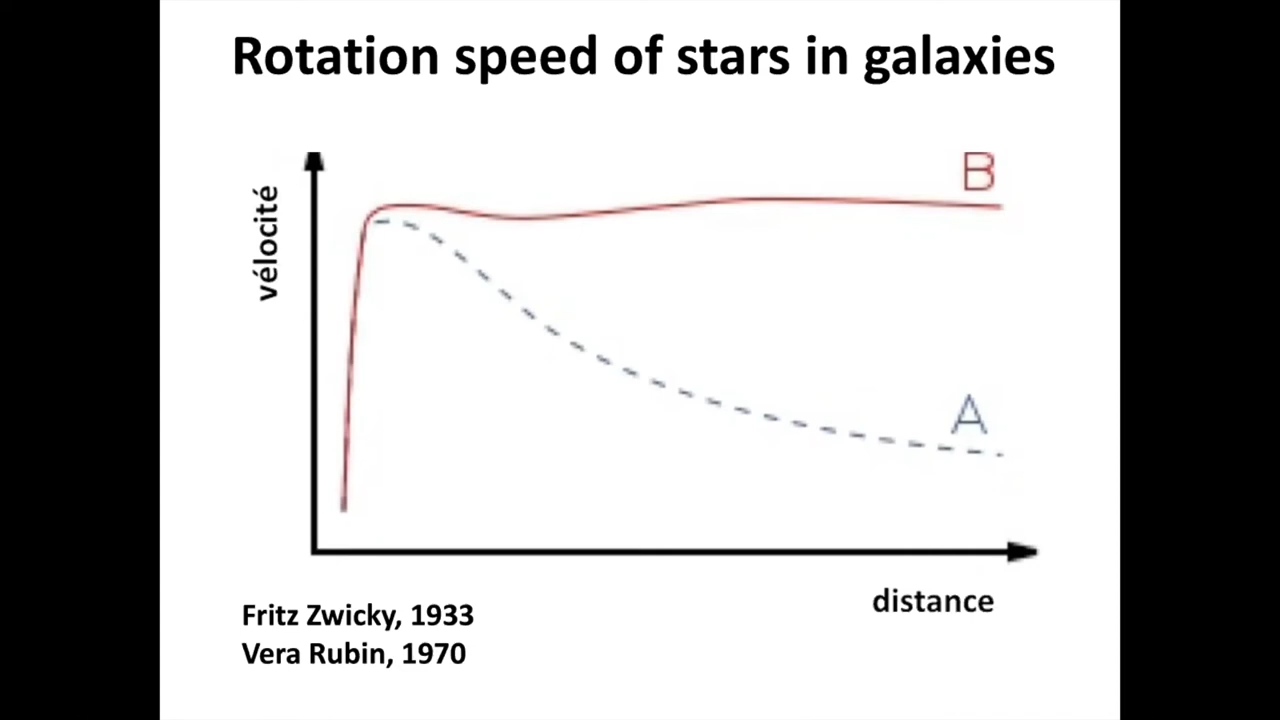 Rotation speed of stars in galaxies
B
vélocité
A
distance
Fritz Zwicky, 1933
Vera Rubin, 1970